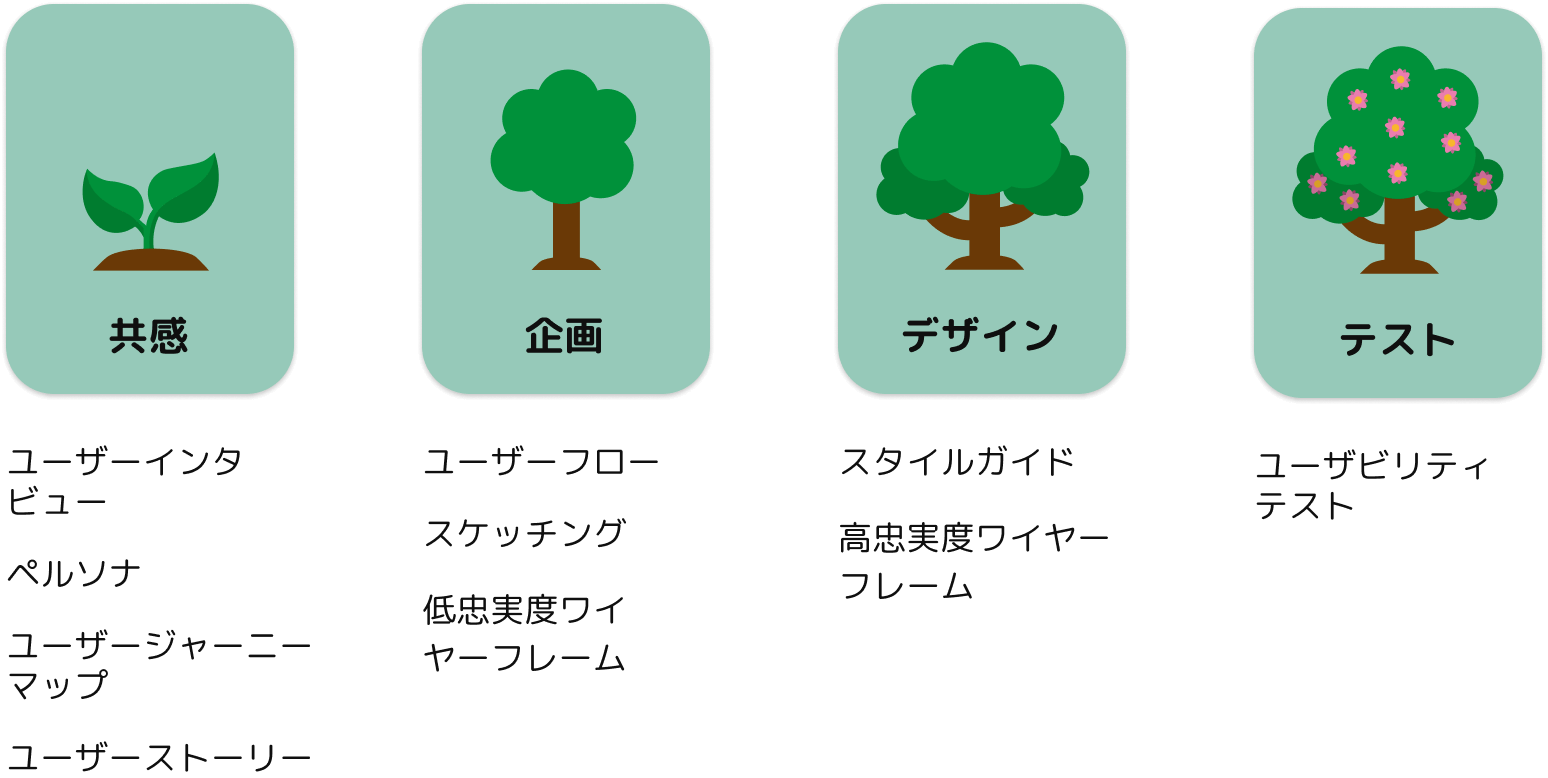 共感
ユーザーインタ
ビュー
ペルソナ
ユーザージャーニー
マップ
ユーザーストーリー
企画
ユーザーフロー
スケッチング
低忠実度ワイ
ヤーフレーム
デザイン
スタイルガイド
高忠実度ワイヤー
フレーム
テスト
ユーザビリティ
テスト